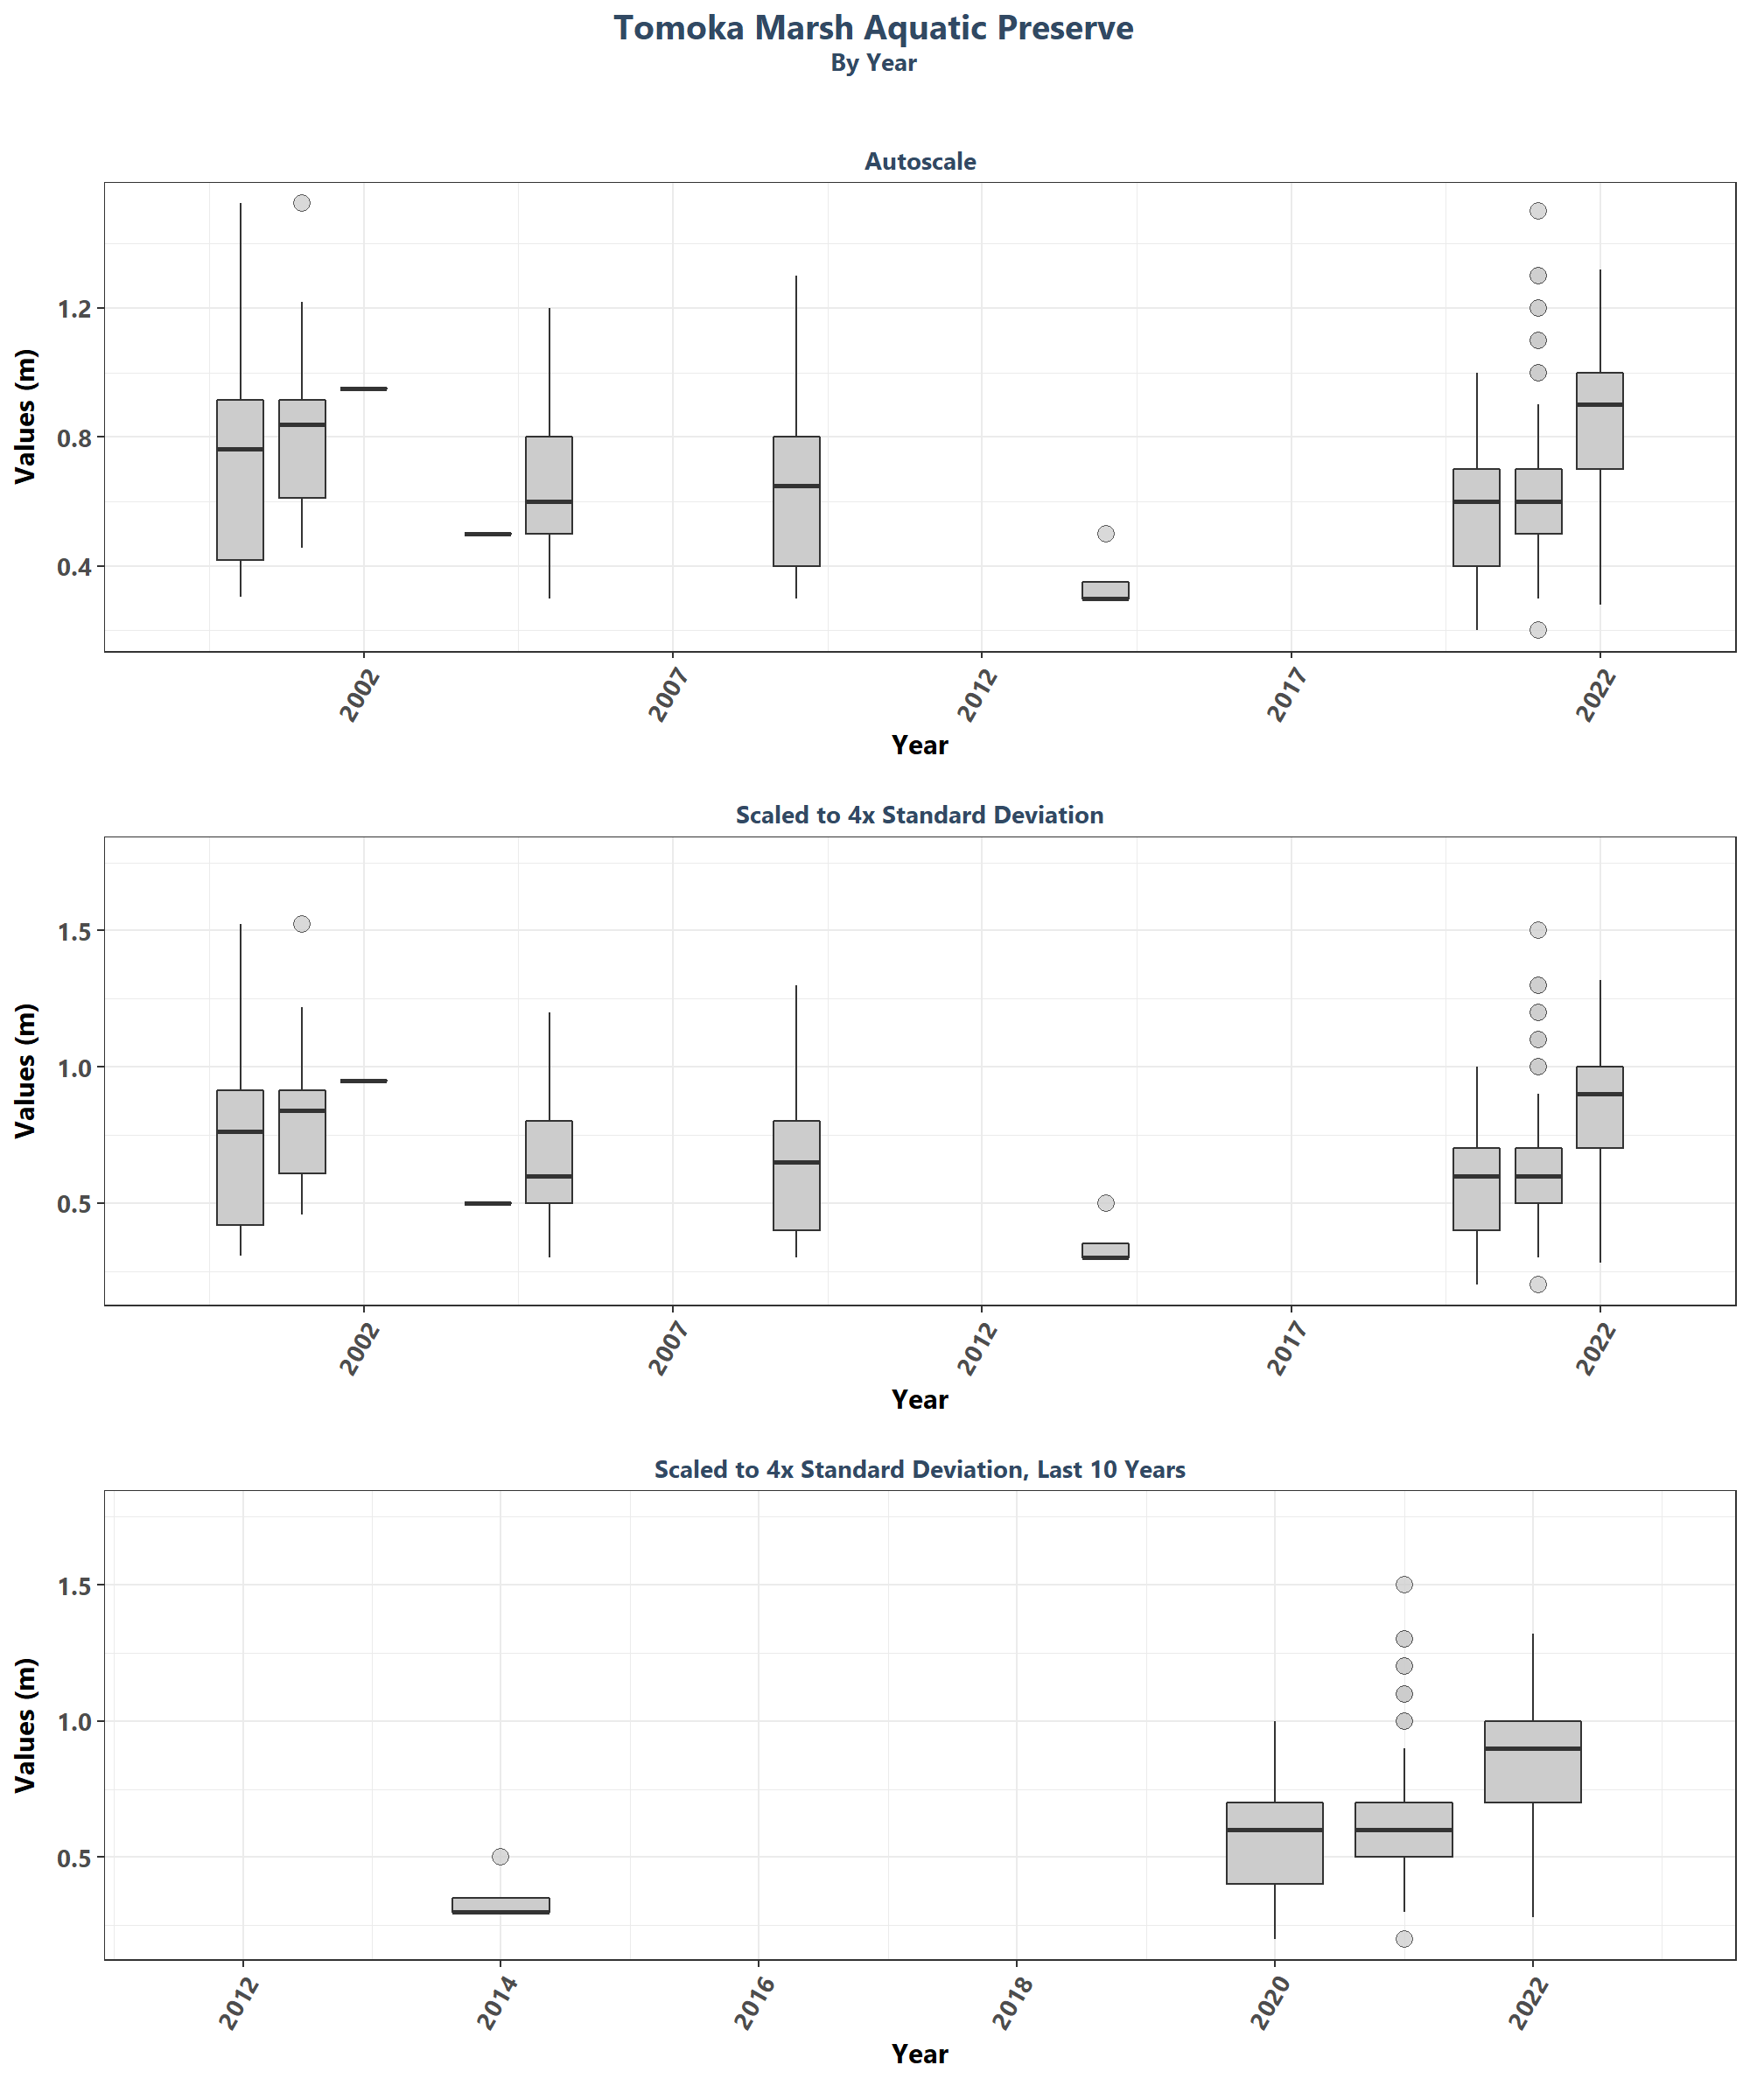 Tomoka Marsh Aquatic Preserve
By Year
Autoscale
Values (m)
1.2
0.8
0.4
2002 2007 2012 2017 2022
Year
Scaled to 4x Standard Deviation
Values (m)
1.5
1.0
0.5
2002 2007 2012 2017 2022
Year
Scaled to 4x Standard Deviation, Last 10 Years
Values (m)
1.5
1.0
0.5
2012 2014 2016 2018 2020 2022
Year